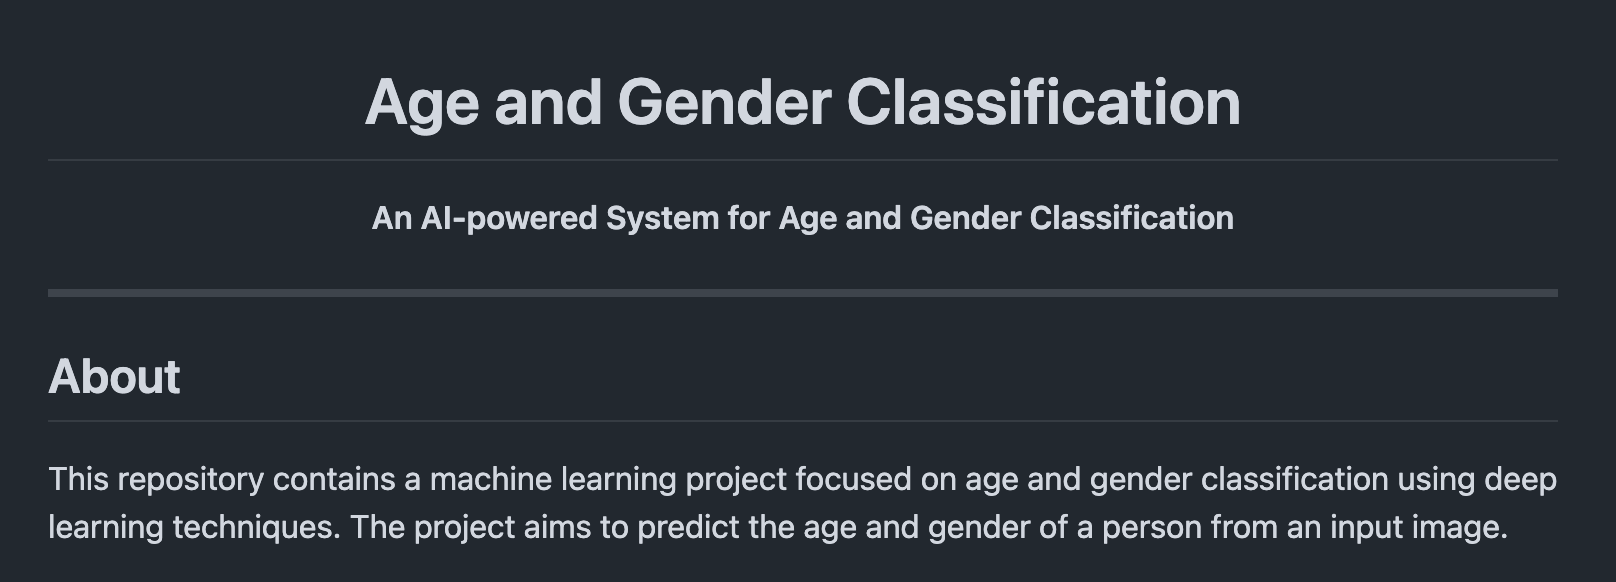 Age and Gender Classification
An AI-powered System for Age and Gender Classification
About
This repository contains a machine learning project focused on age and gender classification using deep
learning techniques. The project aims to predict the age and gender of a person from an input image.